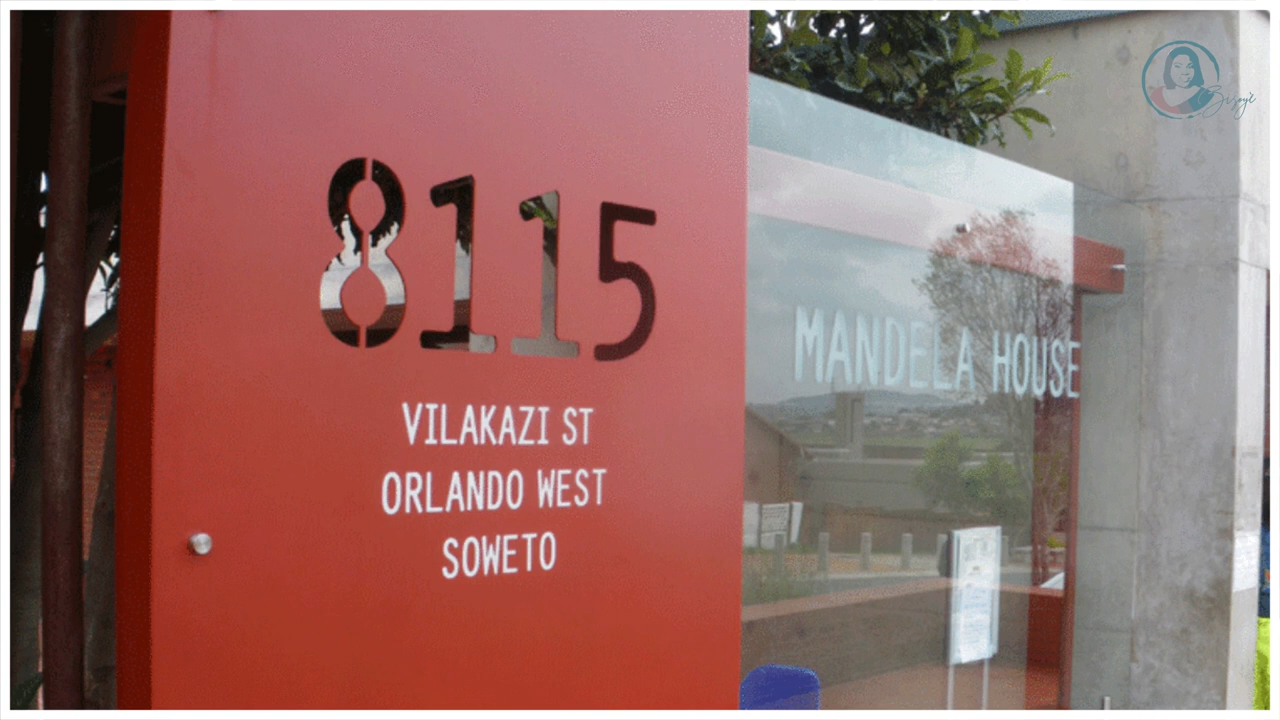 8115
VILAKAZI ST
ORLANDO WEST
SOWETO
MANDELA HOUSE